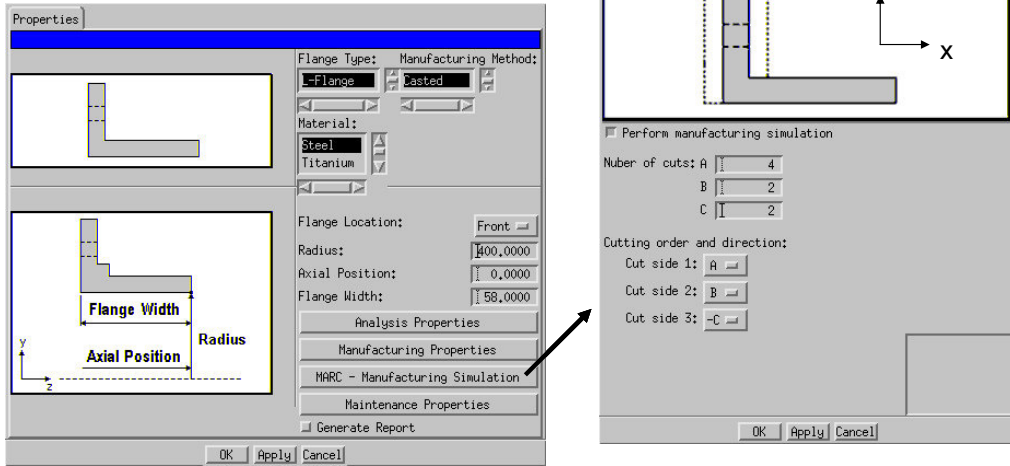 Properties
Flange Type: Manufacturing Method:
L-Flange Casted
Material:
Steel
Titanium
Flange Location: Front
Radius: 400.0000
Axial Position: 0.0000
Flange Width: 58.0000
Analysis Properties
Manufacturing Properties
MARC - Manufacturing Simulation
Maintenance Properties
Generate Report
Flange Width
Radius
Axial Position
y
z
OK Apply Cancel
x
Perform manufacturing simulation
Nuber of cuts: A 4
B 2
C 2
Cutting order and direction:
Cut side 1: A
Cut side 2: B
Cut side 3: -C
OK Apply Cancel